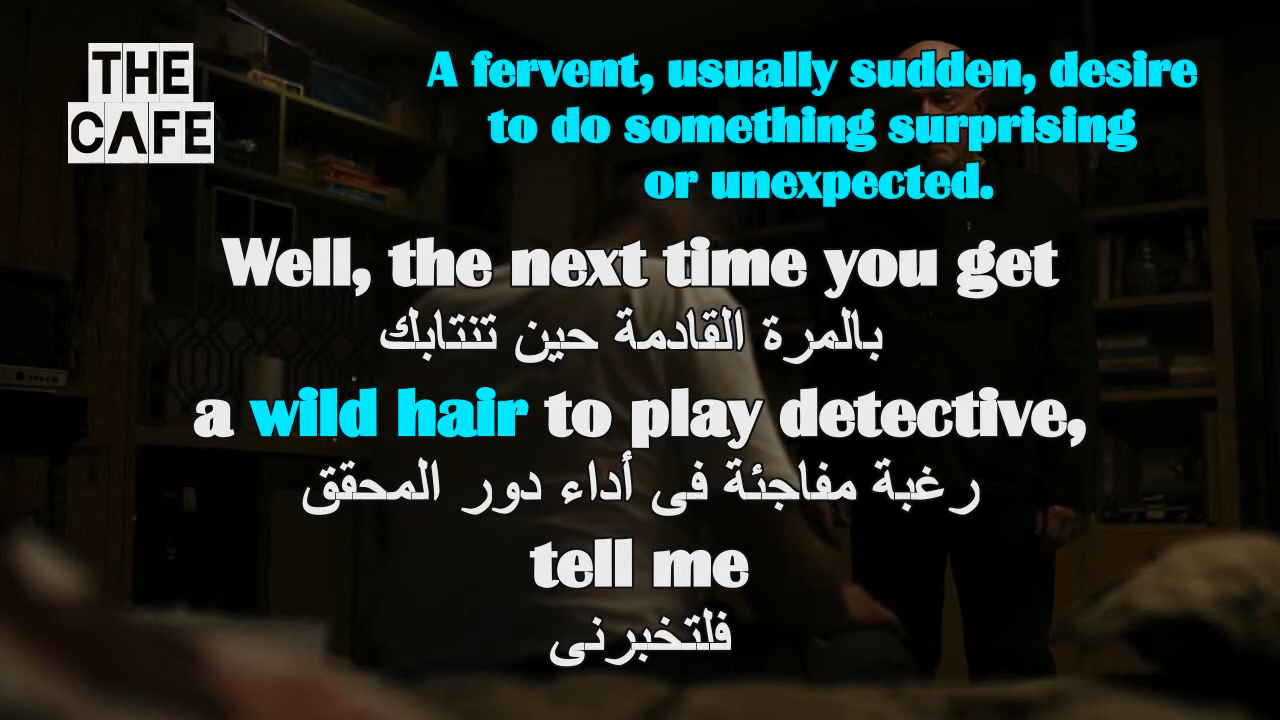 THE
CAFE
A fervent, usually sudden, desire
to do something surprising
or unexpected.
Well, the next time you get
بالمرة القادمة حين تنتابك
a wild hair to play detective,
رغبة مفاجئة فى أداء دور المحقق
tell me
فلتخبرنى